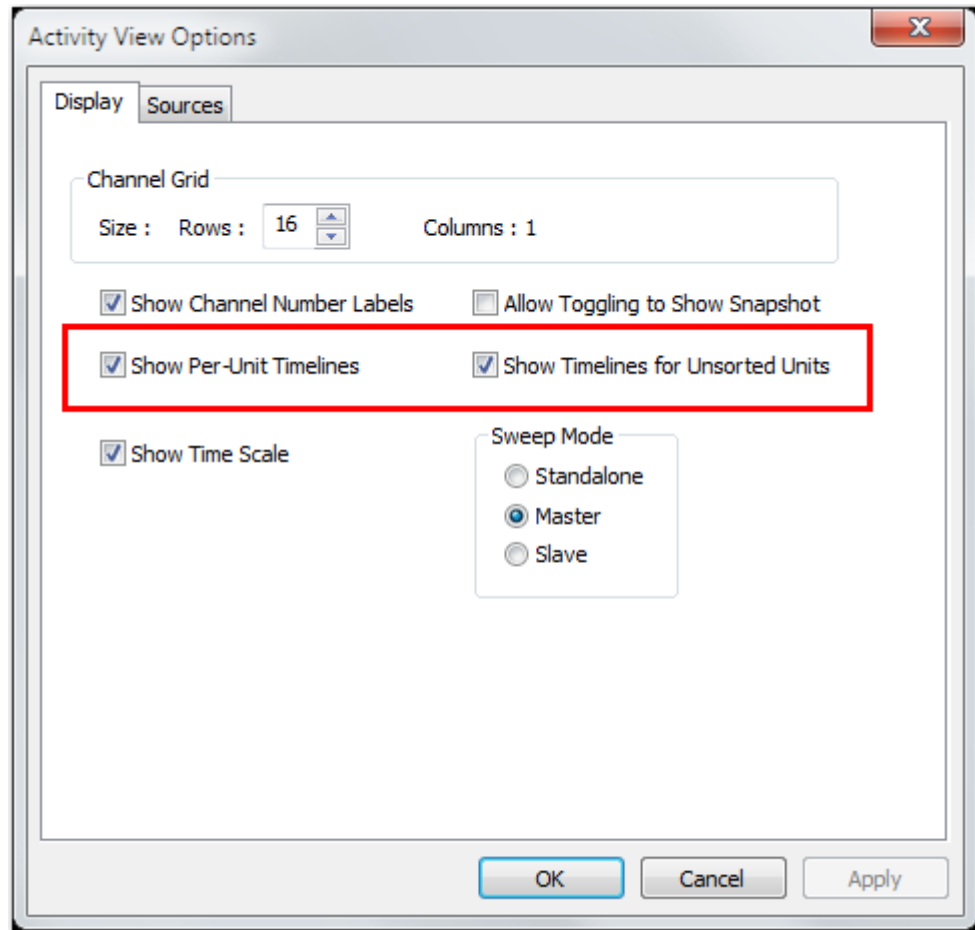 Activity View Options
Display Sources
Channel Grid
Size : Rows : 16 Columns : 1
Show Channel Number Labels Allow Toggling to Show Snapshot
Show Per-Unit Timelines Show Timelines for Unsorted Units
Show Time Scale
Sweep Mode
Standalone
Master
Slave
OK Cancel Apply